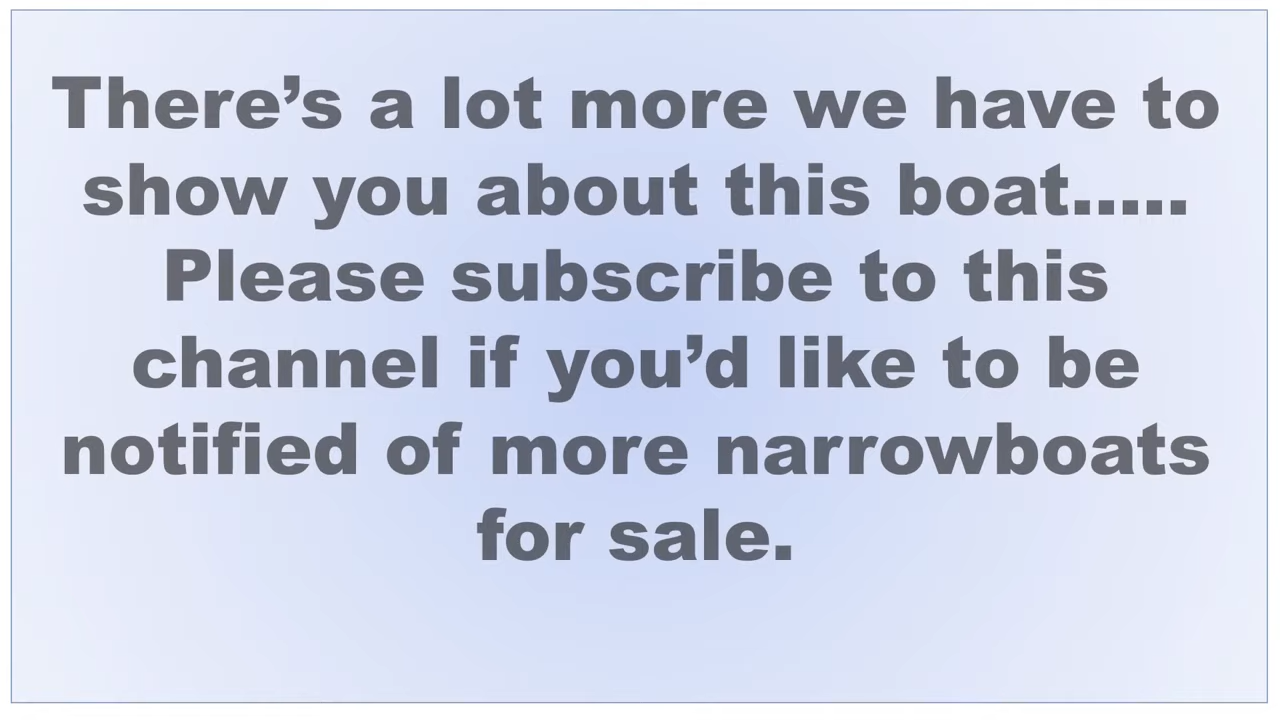 There’s a lot more we have to
show you about this boat.....
Please subscribe to this
channel if you’d like to be
notified of more narrowboats
for sale.